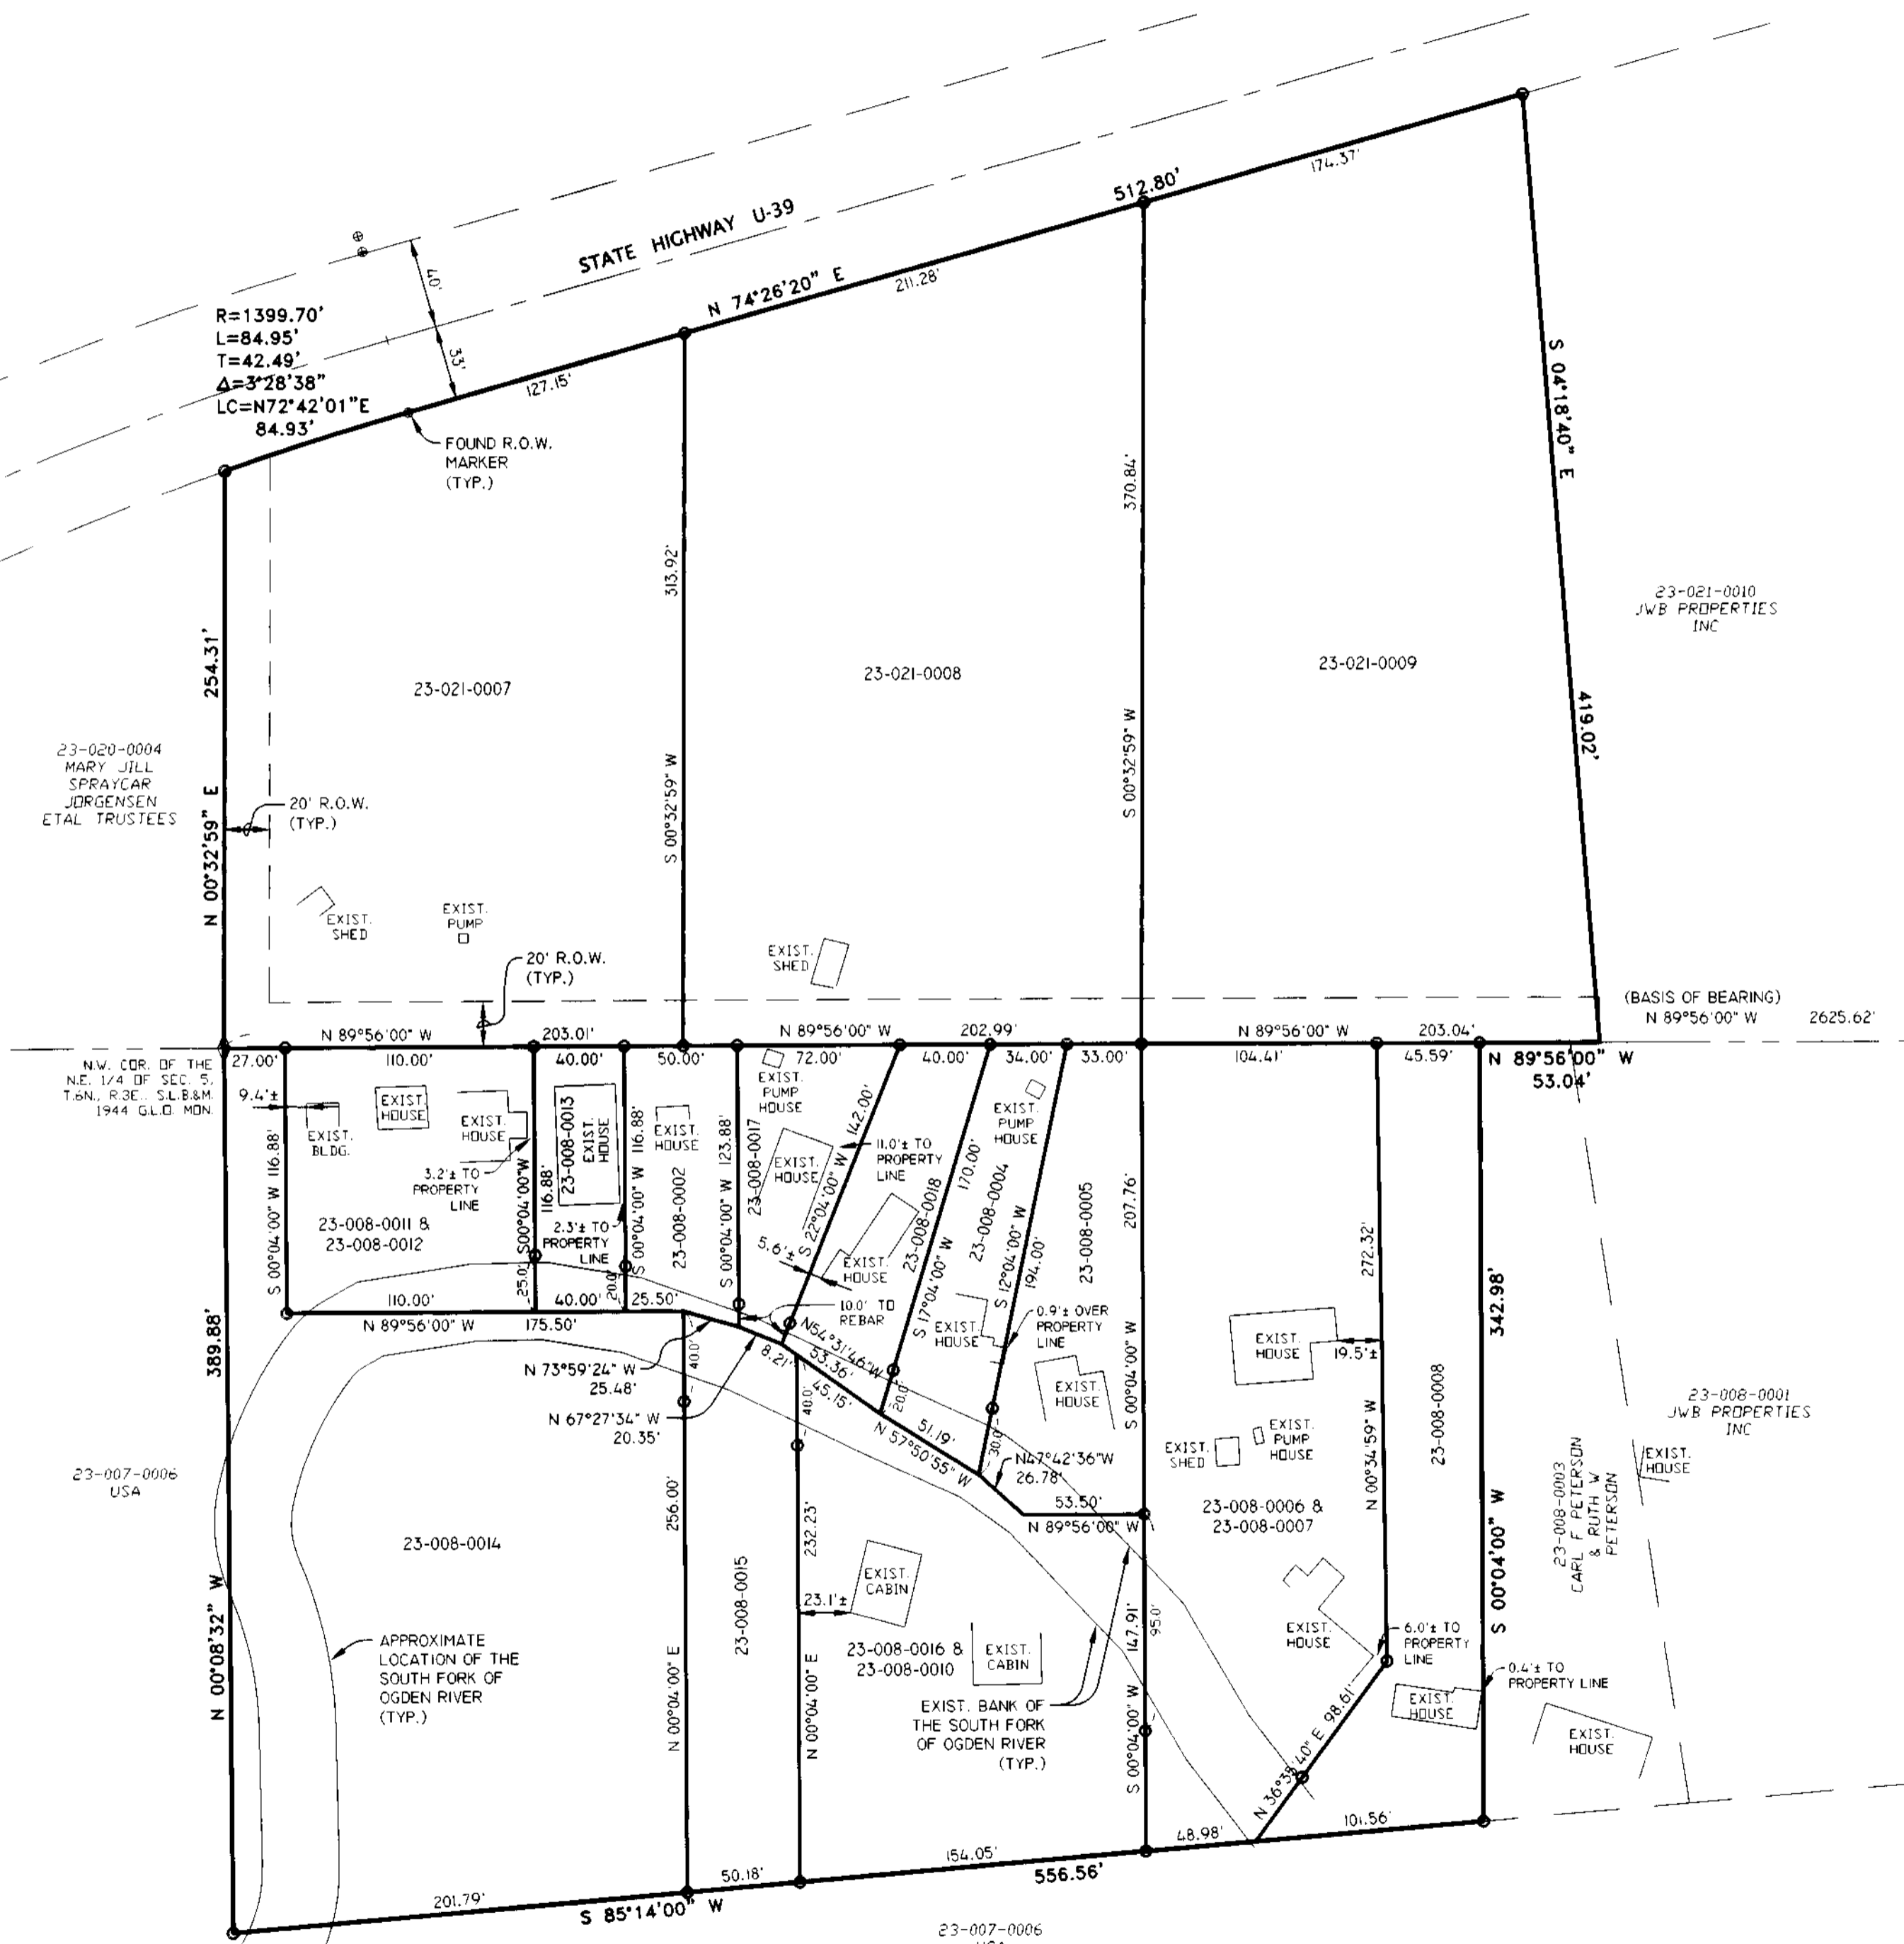 174.37'
512.80'
STATE HIGHWAY U-39
40'
33'
N 74°26'20" E
211.28'
R=1399.70'
L=84.95'
T=42.49'
Δ=3°28'38"
LC=N72°42'01"E
84.93'
127.15'
FOUND R.O.W.
MARKER
(TYP.)
S 04°18'40" E
419.02'
370.84'
S 00°32'59" W
313.92'
S 00°32'59" W
254.31'
N 00°32'59" E
23-021-0010
JWB PROPERTIES
INC
23-021-0007
23-021-0008
23-021-0009
23-020-0004
MARY JILL
SPRAYCAR
JORGENSEN
ETAL TRUSTEES
20' R.O.W.
(TYP.)
EXIST.
SHED
EXIST.
PUMP
20' R.O.W.
(TYP.)
EXIST.
SHED
(BASIS OF BEARING)
N 89°56'00" W 2625.62'
N 89°56'00" W 203.01'
N 89°56'00" W 202.99'
N 89°56'00" W 203.04'
N 89°56'00" W
53.04'
N.W. COR. OF THE
N.E. 1/4 OF SEC. 5,
T.6N., R.3E., S.L.B.&M.
1944 G.L.O. MON.
27.00'
110.00'
40.00'
50.00'
72.00'
40.00'
34.00'
33.00'
104.41'
45.59'
9.4'±
EXIST.
BLDG.
EXIST.
HOUSE
EXIST.
HOUSE
3.2'± TO
PROPERTY
LINE
S 00°04'00" W 116.88'
23-008-0011 &
23-008-0012
S00°04'00"W
116.88'
25.0'
23-008-0013
EXIST.
HOUSE
2.3'± TO
PROPERTY
LINE
20.0'
S 00°04'00" W 116.88'
EXIST.
HOUSE
23-008-0002
S 00°04'00" W 123.88'
23-008-0017
EXIST.
PUMP
HOUSE
EXIST.
HOUSE
11.0'± TO
PROPERTY
LINE
142.00'
S 22°04'00" W
5.6'±
EXIST.
HOUSE
23-008-0018
170.00'
S 17°04'00" W
EXIST.
PUMP
HOUSE
23-008-0004
S 12°04'00" W
194.00'
23-008-0005
207.76'
S 00°04'00" W
10.0' TO
REBAR
0.9'± OVER
PROPERTY
LINE
EXIST.
HOUSE
EXIST.
HOUSE
110.00'
40.00'
25.50'
N 89°56'00" W 175.50'
N 73°59'24" W
25.48'
N 67°27'34" W
20.35'
8.21'
N54°31'46"W
53.36'
45.15'
40.0'
40.0'
20.0'
51.19'
N 57°50'55" W
30.0'
N47°42'36"W
26.78'
53.50'
N 89°56'00" W
272.32'
N 00°34'59" W
EXIST.
HOUSE
19.5'±
EXIST.
SHED
EXIST.
PUMP
HOUSE
23-008-0006 &
23-008-0007
23-008-0008
342.98'
S 00°04'00" W
23-008-0001
JWB PROPERTIES
INC
23-008-0003
CARL F PETERSON
& RUTH W
PETERSON
EXIST.
HOUSE
389.88'
N 00°08'32" W
23-007-0006
USA
23-008-0014
APPROXIMATE
LOCATION OF THE
SOUTH FORK OF
OGDEN RIVER
(TYP.)
256.00'
N 00°04'00" E
23-008-0015
232.23'
N 00°04'00" E
23.1'±
EXIST.
CABIN
23-008-0016 &
23-008-0010
EXIST.
CABIN
EXIST. BANK OF
THE SOUTH FORK
OF OGDEN RIVER
(TYP.)
147.91'
95.0'
S 00°04'00" W
EXIST.
HOUSE
6.0'± TO
PROPERTY
LINE
0.4'± TO
PROPERTY LINE
EXIST.
HOUSE
EXIST.
HOUSE
98.61'
201.79'
50.18'
154.05'
48.98'
101.56'
S 85°14'00" W
556.56'
23-007-0006
USA